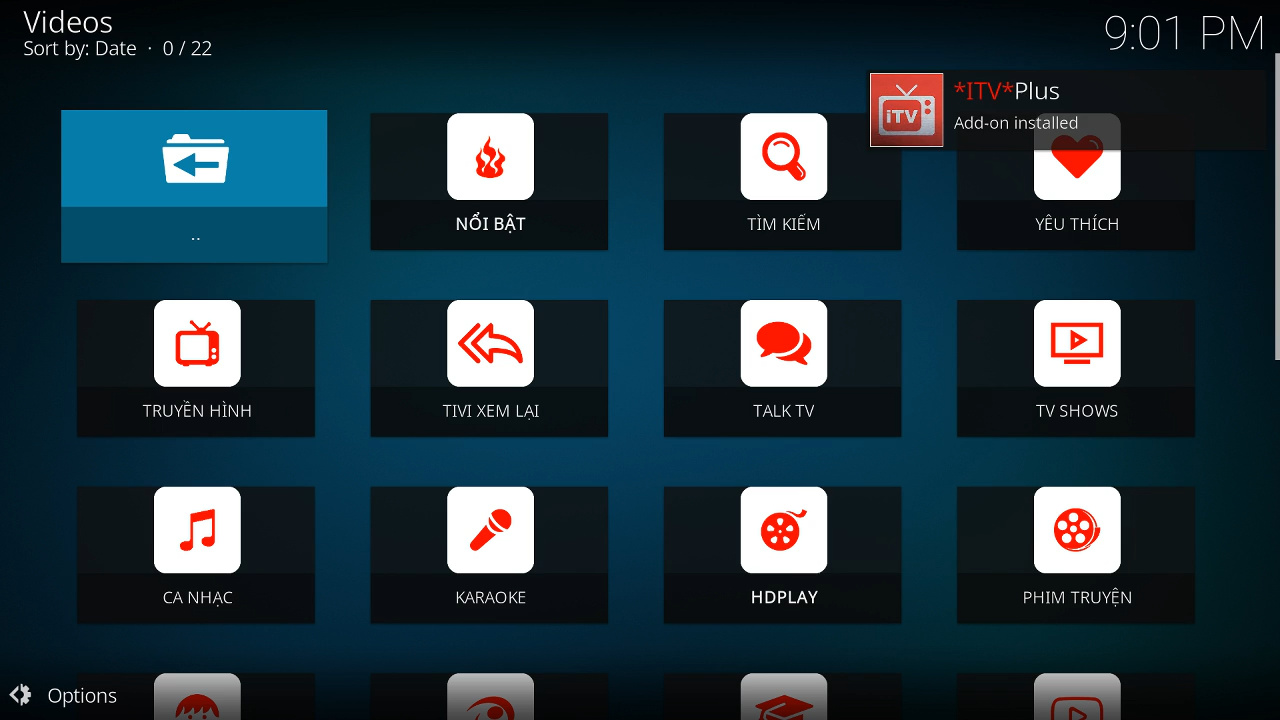 Videos
Sort by: Date · 0 / 22
9:01 PM
*ITV*Plus
Add-on installed
iTV
..
NỔI BẬT
TÌM KIẾM
YÊU THÍCH
TRUYỀN HÌNH
TIVI XEM LẠI
TALK TV
TV SHOWS
CA NHẠC
KARAOKE
HDPLAY
PHIM TRUYỆN
Options